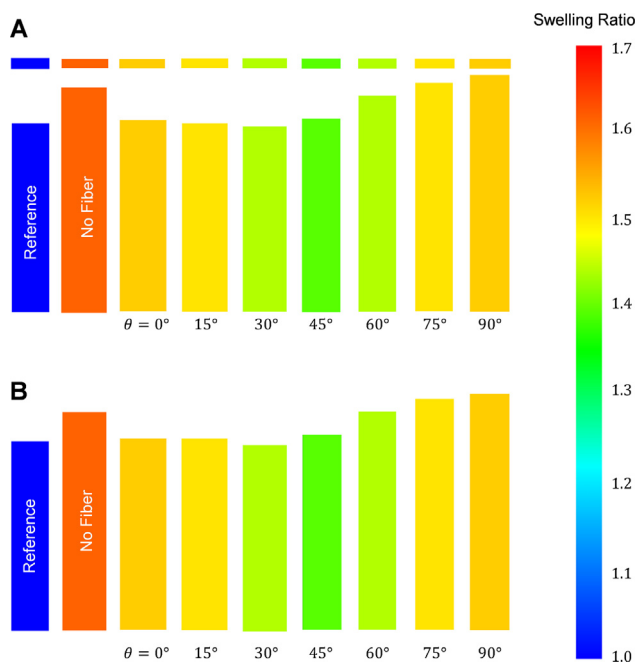 Swelling Ratio
A
1.7
1.6
1.5
1.4
1.3
1.2
1.1
1.0
Reference
No Fiber
θ = 0° 15° 30° 45° 60° 75° 90°
B
Reference
No Fiber
θ = 0° 15° 30° 45° 60° 75° 90°